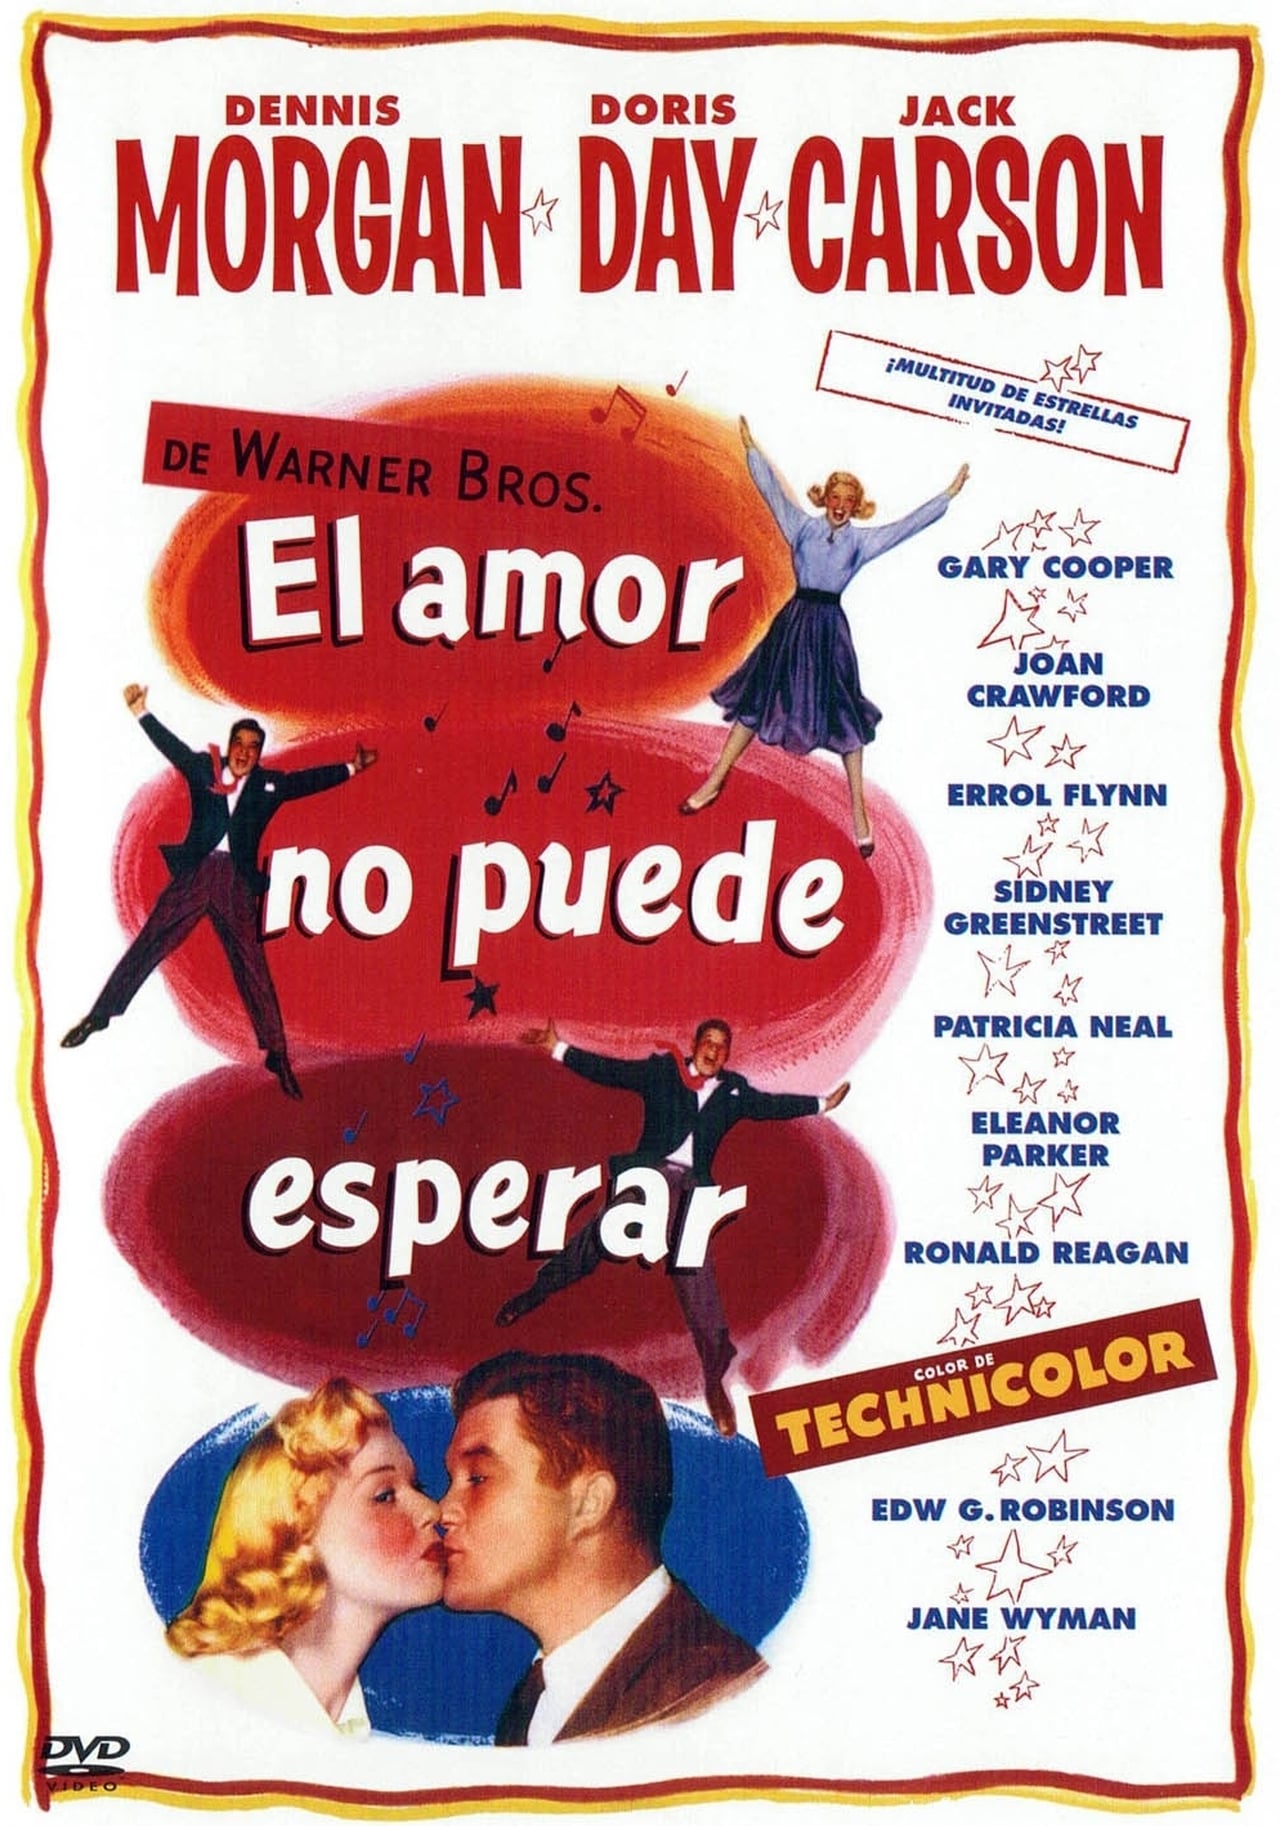 DENNIS DORIS JACK
MORGAN DAY CARSON
¡MULTITUD DE ESTRELLAS
INVITADAS!
DE WARNER BROS.
El amor
no puede
esperar
GARY COOPER
JOAN
CRAWFORD
ERROL FLYNN
SIDNEY
GREENSTREET
PATRICIA NEAL
ELEANOR
PARKER
RONALD REAGAN
COLOR DE
TECHNICOLOR
EDW G. ROBINSON
JANE WYMAN
DVD
VIDEO